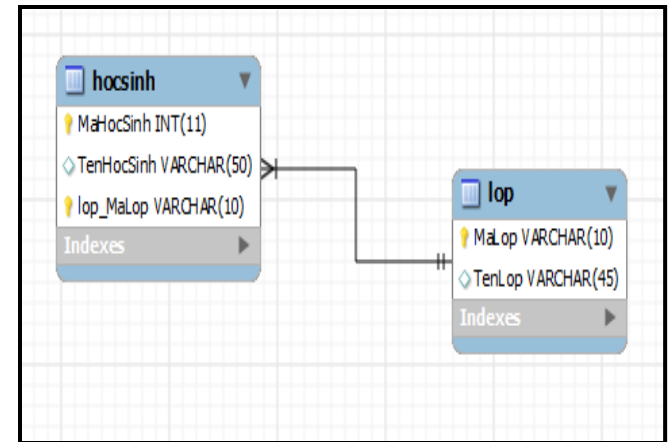 hocsinh
MaHocSinh INT(11)
TenHocSinh VARCHAR(50)
lop_MaLop VARCHAR(10)
Indexes
lop
MaLop VARCHAR(10)
TenLop VARCHAR(45)
Indexes